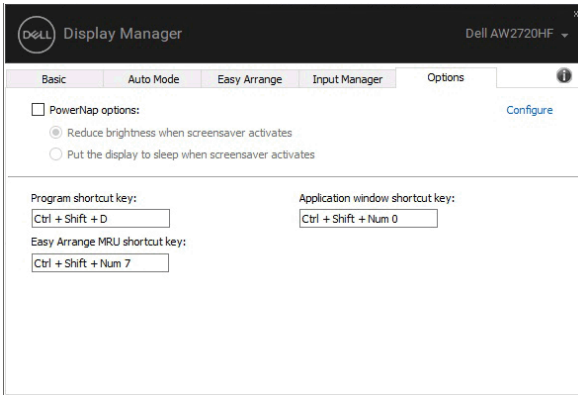 DELL Display Manager
Dell AW2720HF
Basic
Auto Mode
Easy Arrange
Input Manager
Options
PowerNap options:
Configure
Reduce brightness when screensaver activates
Put the display to sleep when screensaver activates
Program shortcut key:
Application window shortcut key:
Ctrl + Shift + D
Ctrl + Shift + Num 0
Easy Arrange MRU shortcut key:
Ctrl + Shift + Num 7